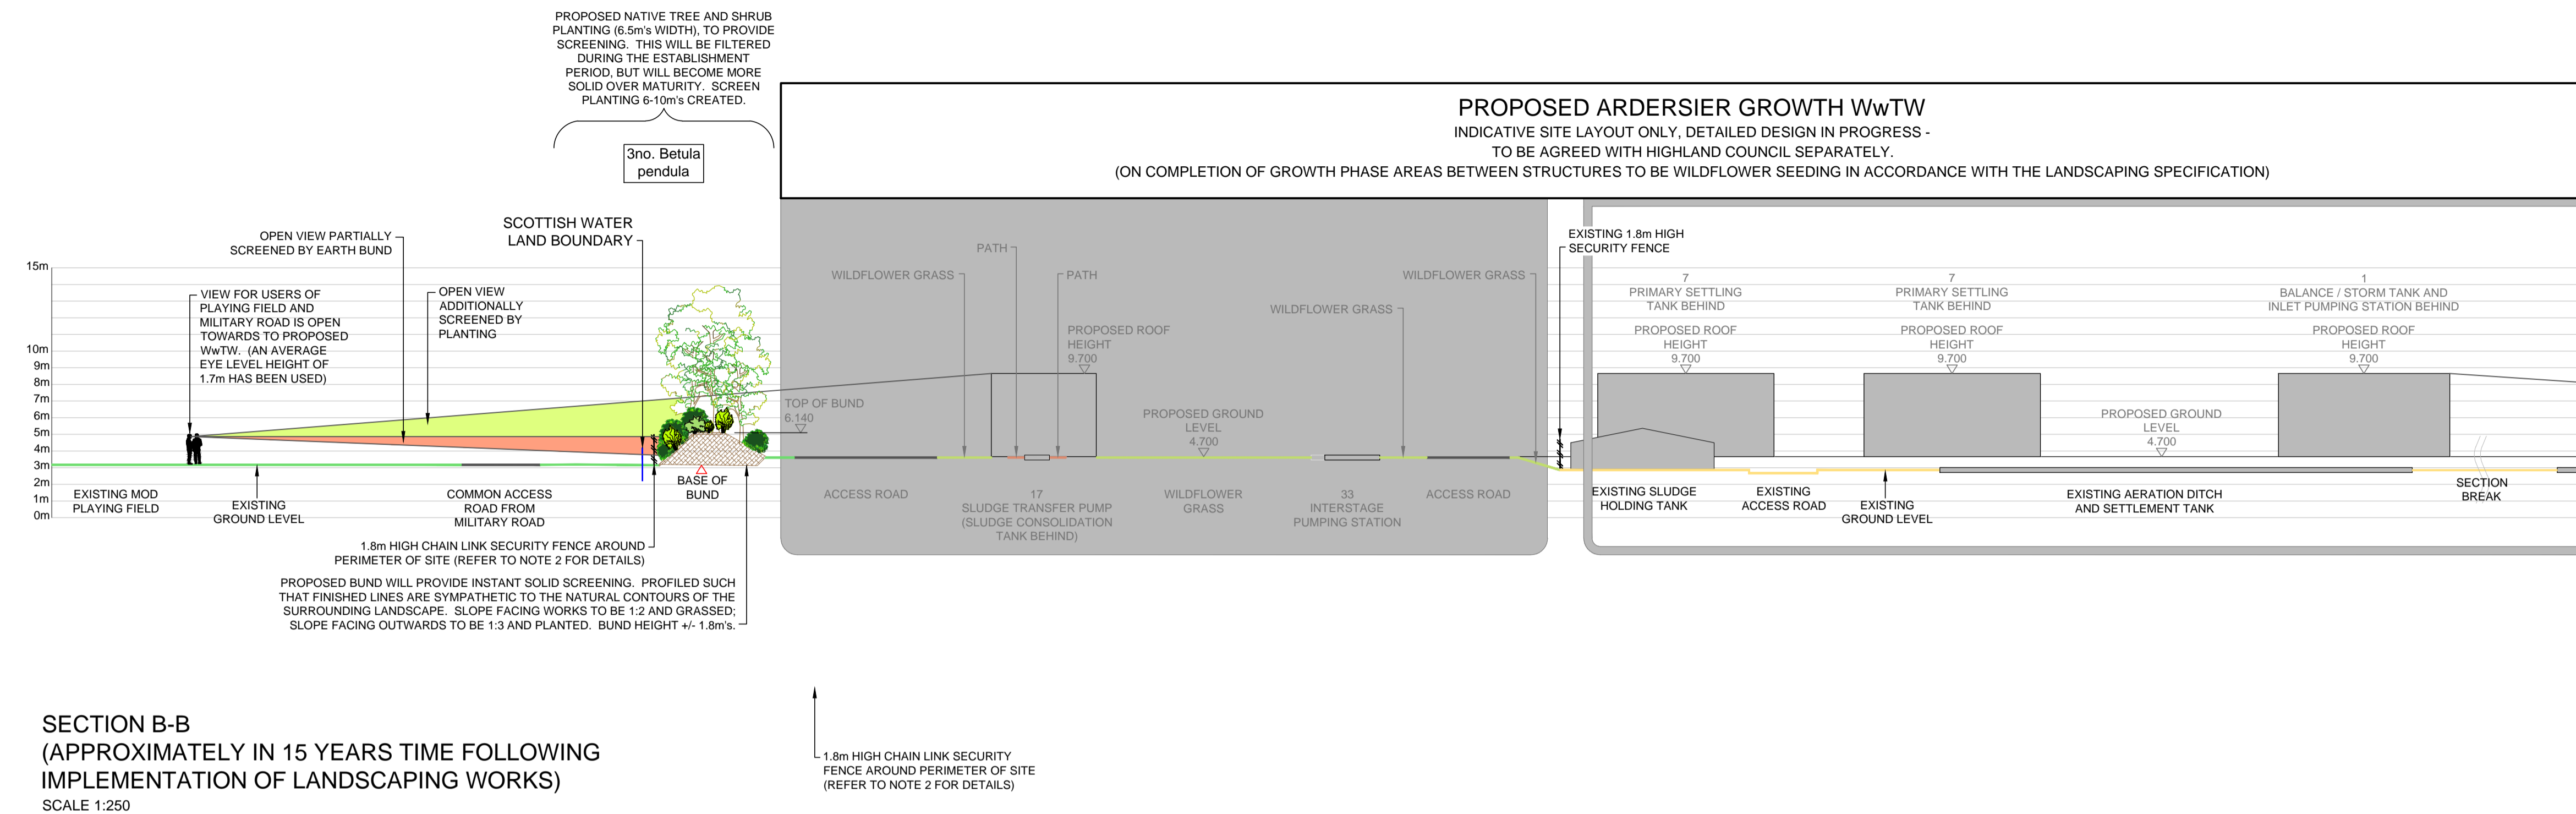 PROPOSED NATIVE TREE AND SHRUB
PLANTING (6.5m's WIDTH), TO PROVIDE
SCREENING. THIS WILL BE FILTERED
DURING THE ESTABLISHMENT
PERIOD, BUT WILL BECOME MORE
SOLID OVER MATURITY. SCREEN
PLANTING 6-10m's CREATED.
3no. Betula
pendula
PROPOSED ARDERSIER GROWTH WwTW
INDICATIVE SITE LAYOUT ONLY, DETAILED DESIGN IN PROGRESS -
TO BE AGREED WITH HIGHLAND COUNCIL SEPARATELY.
(ON COMPLETION OF GROWTH PHASE AREAS BETWEEN STRUCTURES TO BE WILDFLOWER SEEDING IN ACCORDANCE WITH THE LANDSCAPING SPECIFICATION)
SCOTTISH WATER
LAND BOUNDARY
OPEN VIEW PARTIALLY
SCREENED BY EARTH BUND
VIEW FOR USERS OF
PLAYING FIELD AND
MILITARY ROAD IS OPEN
TOWARDS TO PROPOSED
WwTW. (AN AVERAGE
EYE LEVEL HEIGHT OF
1.7m HAS BEEN USED)
OPEN VIEW
ADDITIONALLY
SCREENED BY
PLANTING
15m
10m
9m
8m
7m
6m
5m
4m
3m
2m
1m
0m
PATH
WILDFLOWER GRASS
PATH
WILDFLOWER GRASS
WILDFLOWER GRASS
PROPOSED ROOF
HEIGHT
9.700
TOP OF BUND
6.140
PROPOSED GROUND
LEVEL
4.700
EXISTING 1.8m HIGH
SECURITY FENCE
7
PRIMARY SETTLING
TANK BEHIND
PROPOSED ROOF
HEIGHT
9.700
7
PRIMARY SETTLING
TANK BEHIND
PROPOSED ROOF
HEIGHT
9.700
1
BALANCE / STORM TANK AND
INLET PUMPING STATION BEHIND
PROPOSED ROOF
HEIGHT
9.700
PROPOSED GROUND
LEVEL
4.700
EXISTING MOD
PLAYING FIELD
EXISTING
GROUND LEVEL
COMMON ACCESS
ROAD FROM
MILITARY ROAD
BASE OF
BUND
ACCESS ROAD
17
SLUDGE TRANSFER PUMP
(SLUDGE CONSOLIDATION
TANK BEHIND)
WILDFLOWER
GRASS
33
INTERSTAGE
PUMPING STATION
ACCESS ROAD
EXISTING SLUDGE
HOLDING TANK
EXISTING
ACCESS ROAD
EXISTING
GROUND LEVEL
EXISTING AERATION DITCH
AND SETTLEMENT TANK
SECTION
BREAK
1.8m HIGH CHAIN LINK SECURITY FENCE AROUND
PERIMETER OF SITE (REFER TO NOTE 2 FOR DETAILS)
PROPOSED BUND WILL PROVIDE INSTANT SOLID SCREENING. PROFILED SUCH
THAT FINISHED LINES ARE SYMPATHETIC TO THE NATURAL CONTOURS OF THE
SURROUNDING LANDSCAPE. SLOPE FACING WORKS TO BE 1:2 AND GRASSED;
SLOPE FACING OUTWARDS TO BE 1:3 AND PLANTED. BUND HEIGHT +/- 1.8m's.
SECTION B-B
(APPROXIMATELY IN 15 YEARS TIME FOLLOWING
IMPLEMENTATION OF LANDSCAPING WORKS)
SCALE 1:250
1.8m HIGH CHAIN LINK SECURITY
FENCE AROUND PERIMETER OF SITE
(REFER TO NOTE 2 FOR DETAILS)